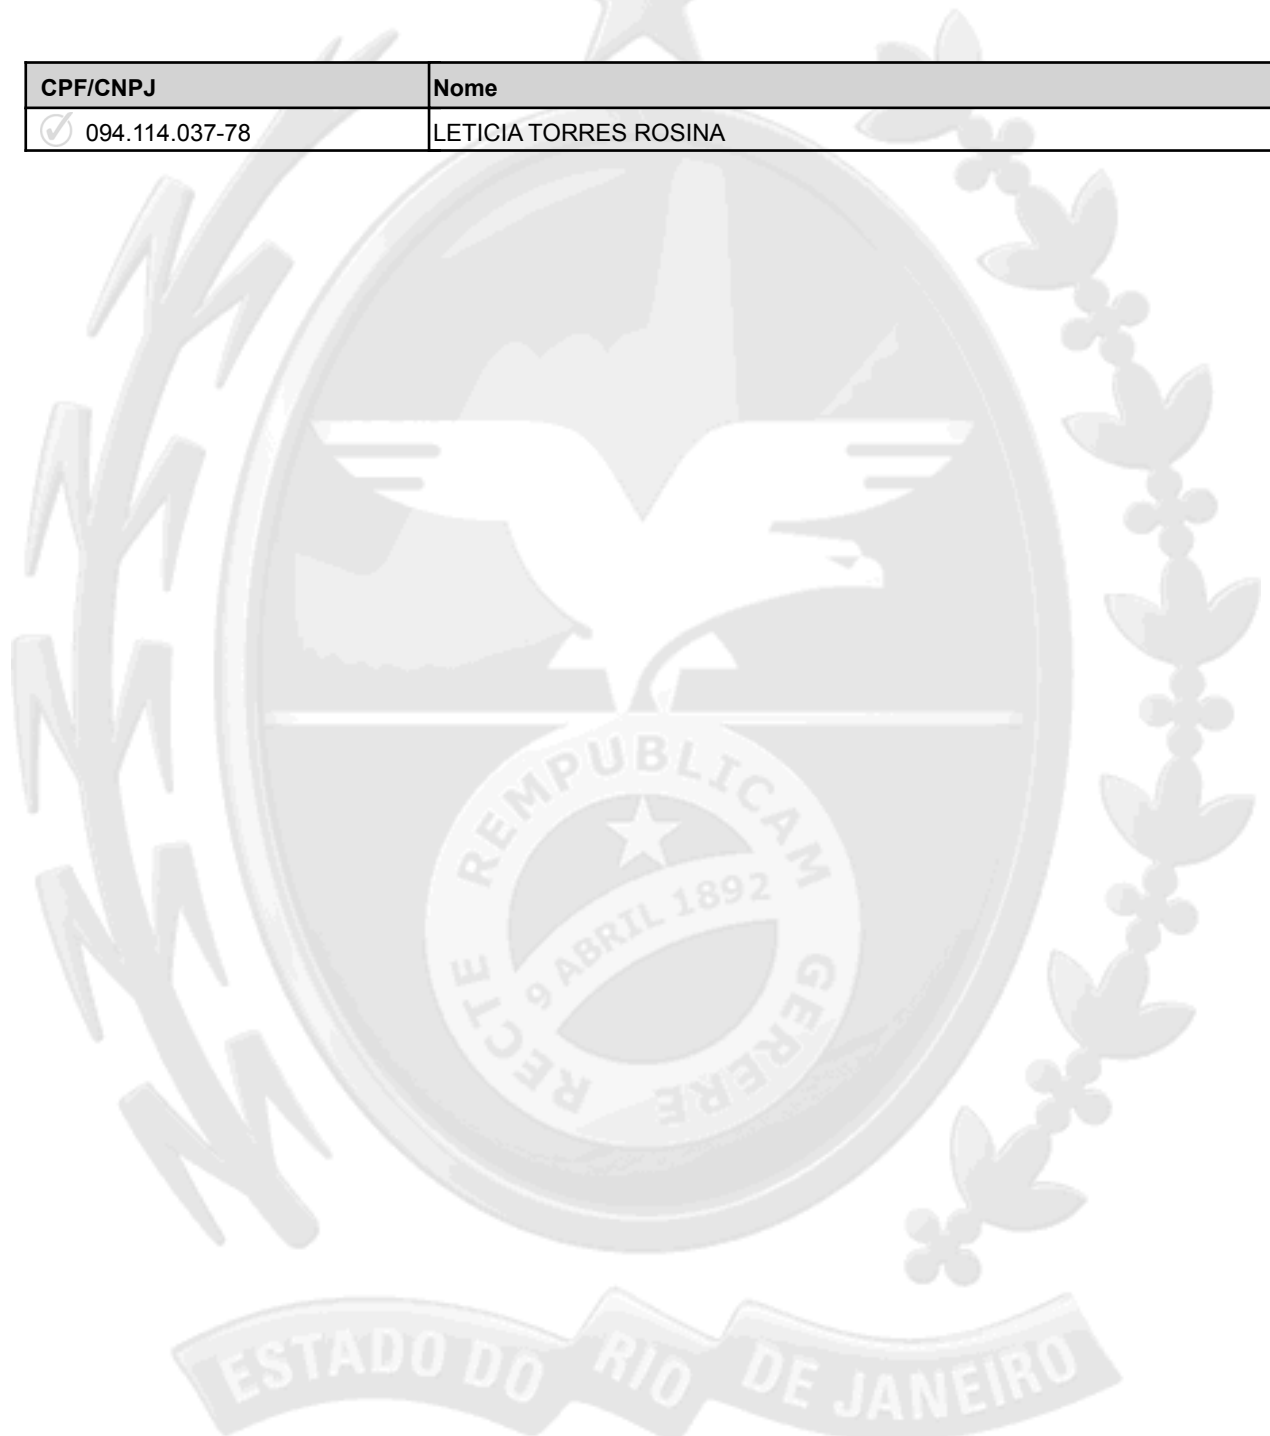 CPF/CNPJ Nome
094.114.037-78 LETICIA TORRES ROSINA
REMPUBLICAM
9 ABRIL 1892
RECTE GERERE
ESTADO DO RIO DE JANEIRO